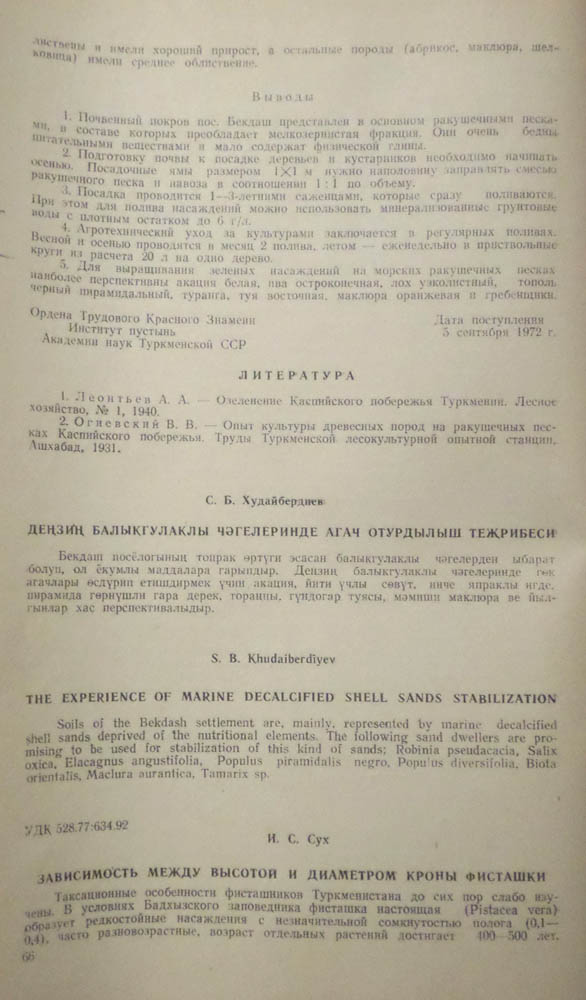 лиственны и имели хороший прирост, а остальные породы (абрикос, маклюра, шел-
ковица) имели среднее облиствение.
Выводы
1. Почвенный покров пос. Бекдаш представлен в основном ракушечными песка-
ми, в составе которых преобладает мелкозернистая фракция. Они очень бедны
питательными веществами и мало содержат физической глины.
2. Подготовку почвы к посадке деревьев и кустарников необходимо начинать
осенью. Посадочные ямы размером 1×1 м нужно наполовину заправлять смесью
ракушечного песка и навоза в соотношении 1 : 1 по объему.
3. Посадка проводится 1—3-летними саженцами, которые сразу поливаются.
При этом для полива насаждений можно использовать минерализованные грунтовые
воды с плотным остатком до 6 г/л.
4. Агротехнический уход за культурами заключается в регулярных поливах.
Весной и осенью проводятся в месяц 2 полива, летом — еженедельно в приствольные
круги из расчета 20 л на одно дерево.
5. Для выращивания зеленых насаждений на морских ракушечных песках
наиболее перспективны акация белая, ива остроконечная, лох узколистный, тополь
черный пирамидальный, туранга, туя восточная, маклюра оранжевая и гребенщики.
Ордена Трудового Красного Знамени
Институт пустынь
Академии наук Туркменской ССР
Дата поступления
5 сентября 1972 г.
ЛИТЕРАТУРА
1. Леонтьев А. А. — Озеленение Каспийского побережья Туркмении. Лесное
хозяйство, № 1, 1940.
2. Огиевский В. В. — Опыт культуры древесных пород на ракушечных пес-
ках Каспийского побережья. Труды Туркменской лесокультурной опытной станции,
Ашхабад, 1931.
С. Б. Худайбердиев
ДЕҢЗИҢ БАЛЫКГУЛАКЛЫ ЧӘГЕЛЕРИНДЕ АГАЧ ОТУРДЫЛЫШ ТЕҖРИБЕСИ
Бекдаш посёлогының топрак өртүги эсасан балыкгулаклы чәгелерден ыбарат
болуп, ол ёкумлы маддалара гарыпдыр. Деңзиң балыкгулаклы чәгелеринде гөк
агачлары өсдүрип етишдирмек үчин акация, йити учлы сөвүт, инче япраклы игде,
пирамида гөрнүшли гара дерек, тораңңы, гүндогар туясы, мәмиши маклюра ве йыл-
гынлар хас перспективалыдыр.
S. B. Khudaiberdiyev
THE EXPERIENCE OF MARINE DECALCIFIED SHELL SANDS STABILIZATION
Soils of the Bekdash settlement are, mainly, represented by marine decalcified
shell sands deprived of the nutritional elements. The following sand dwellers are pro-
mising to be used for stabilization of this kind of sands; Robinia pseudacacia, Salix
oxica, Elacagnus angustifolia, Populus piramidalis negro, Populus diversifolia, Biota
orientalis, Maclura aurantica, Tamarix sp.
УДК 528.77:634.92
И. С. Сух
ЗАВИСИМОСТЬ МЕЖДУ ВЫСОТОЙ И ДИАМЕТРОМ КРОНЫ ФИСТАШКИ
Таксационные особенности фисташников Туркменистана до сих пор слабо изу-
чены. В условиях Бадхызского заповедника фисташка настоящая (Pistacea vera)
образует редкостойные насаждения с незначительной сомкнутостью полога (0,1—
0,4), часто разновозрастные, возраст отдельных растений достигает 400—500 лет.
66